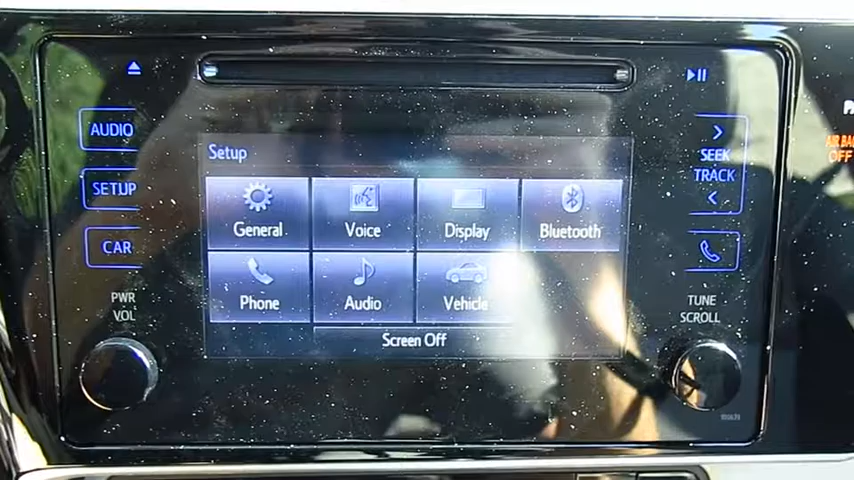 AUDIO
SETUP
CAR
PWR
VOL
Setup
General
Voice
Display
Bluetooth
Phone
Audio
Vehicle
Screen Off
SEEK
TRACK
TUNE
SCROLL
AIR BAG
OFF